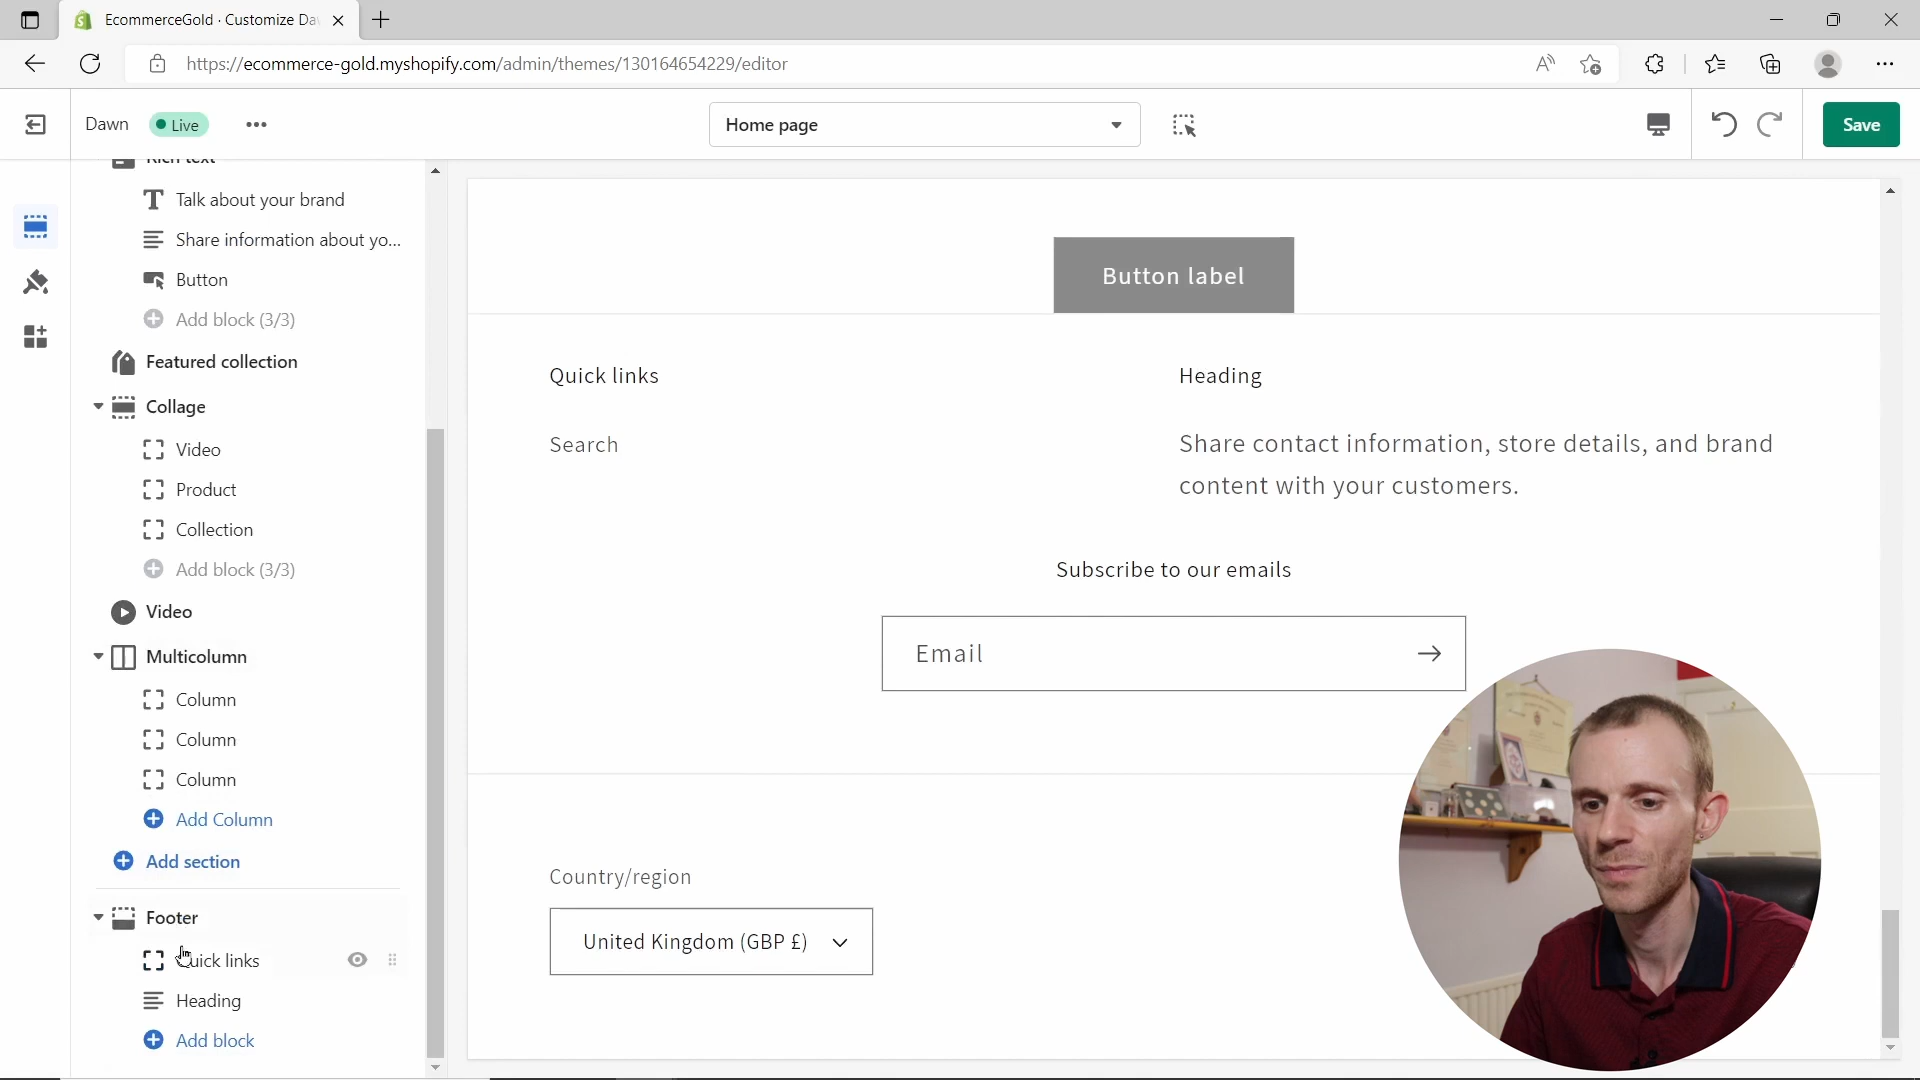 EcommerceGold · Customize Da
https://ecommerce-gold.myshopify.com/admin/themes/130164654229/editor
Dawn
Live
Home page
Save
Rich text
Talk about your brand
Share information about yo...
Button
Add block (3/3)
Featured collection
Collage
Video
Product
Collection
Add block (3/3)
Video
Multicolumn
Column
Column
Column
Add Column
Add section
Footer
Quick links
Heading
Add block
Button label
Quick links
Heading
Search
Share contact information, store details, and brand
content with your customers.
Subscribe to our emails
Email
Country/region
United Kingdom (GBP £)